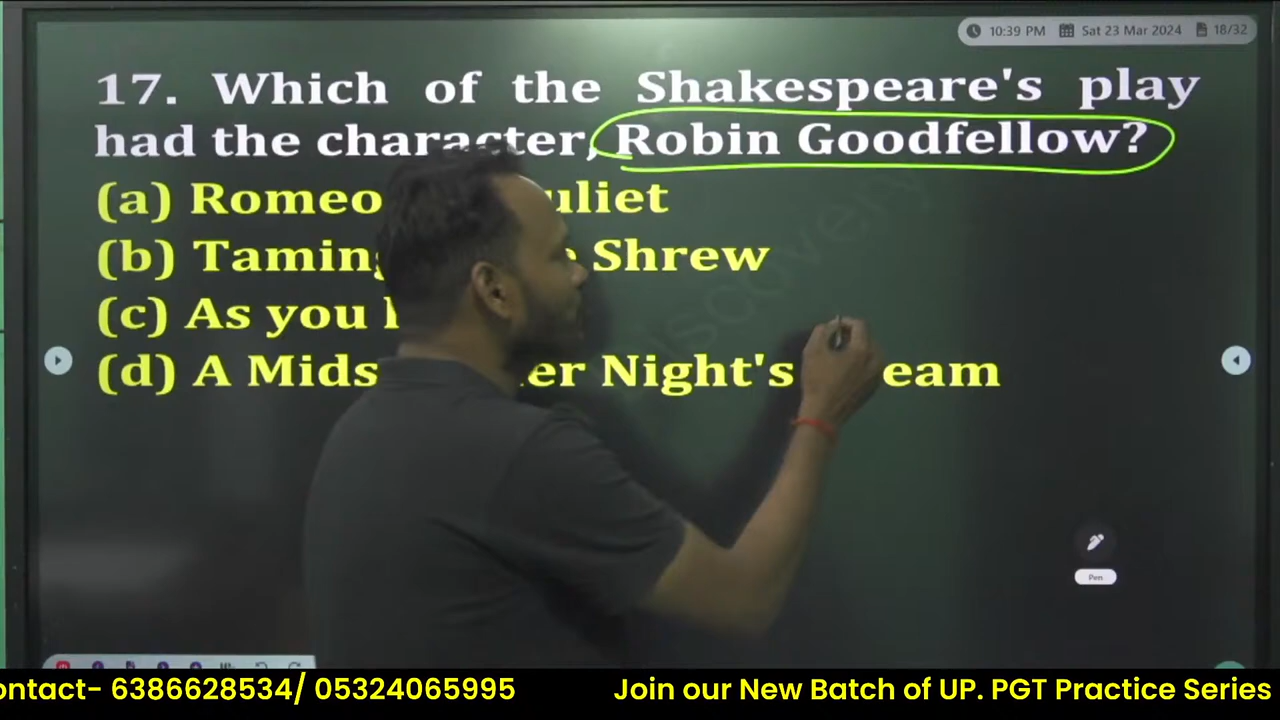 10:39 PM Sat 23 Mar 2024 18/32
17. Which of the Shakespeare's play
had the character, Robin Goodfellow?
(a) Romeo uliet
(b) Taming Shrew
(c) As you
(d) A Mids er Night's eam
iscovery
Pen
ontact- 6386628534/ 05324065995 Join our New Batch of UP. PGT Practice Series